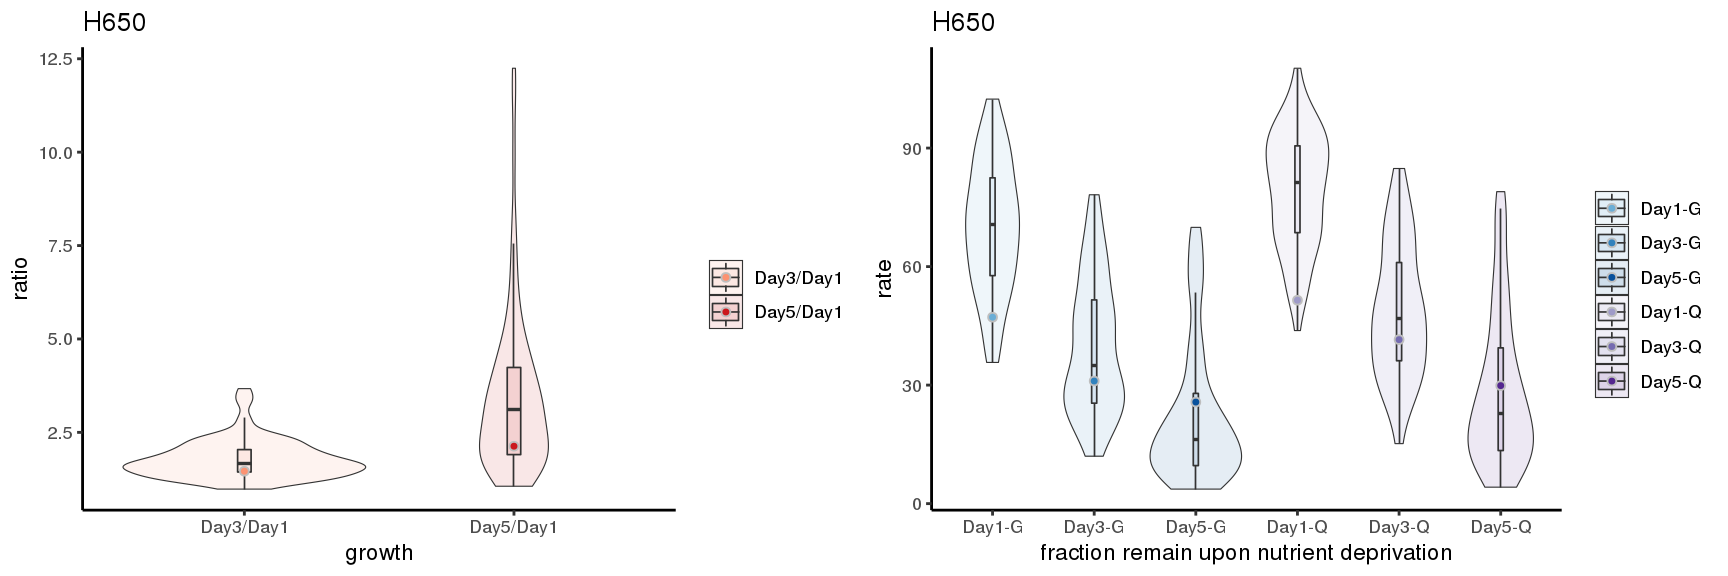 H650
12.5
10.0
7.5
5.0
2.5
ratio
Day3/Day1
Day5/Day1
growth
Day3/Day1
Day5/Day1
H650
90
60
30
0
rate
Day1-G
Day3-G
Day5-G
Day1-Q
Day3-Q
Day5-Q
fraction remain upon nutrient deprivation
Day1-G
Day3-G
Day5-G
Day1-Q
Day3-Q
Day5-Q